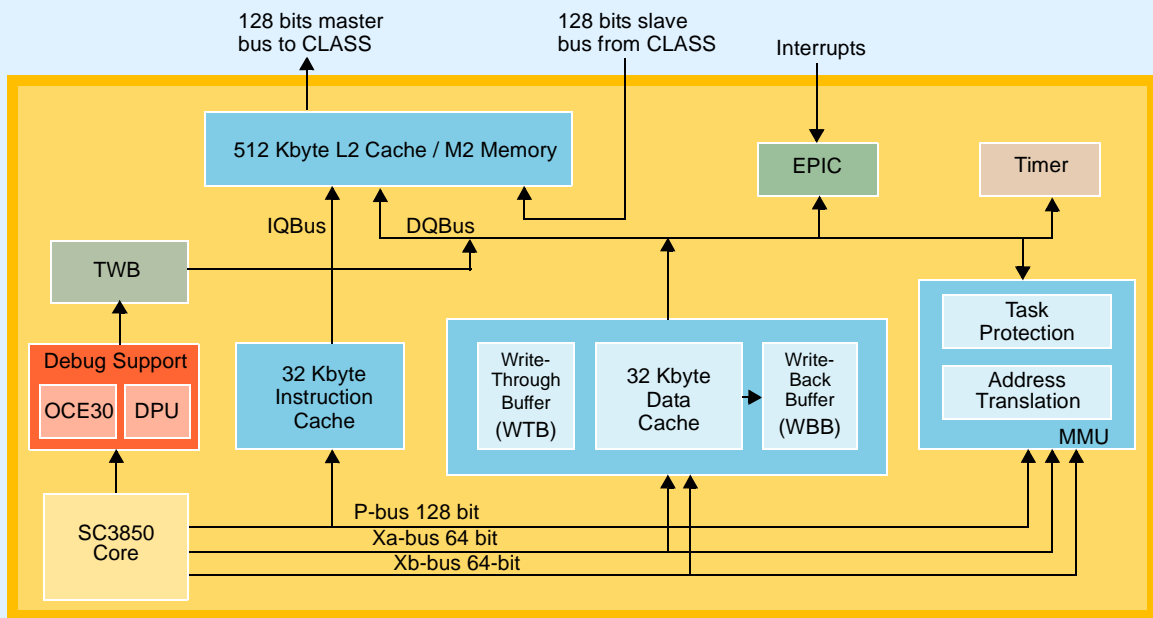 128 bits master
bus to CLASS
128 bits slave
bus from CLASS
Interrupts
512 Kbyte L2 Cache / M2 Memory
EPIC
Timer
IQBus
DQBus
TWB
Task
Protection
Debug Support
OCE30
DPU
32 Kbyte
Instruction
Cache
Write-
Through
Buffer
(WTB)
32 Kbyte
Data
Cache
Write-
Back
Buffer
(WBB)
Address
Translation
MMU
SC3850
Core
P-bus 128 bit
Xa-bus 64 bit
Xb-bus 64-bit